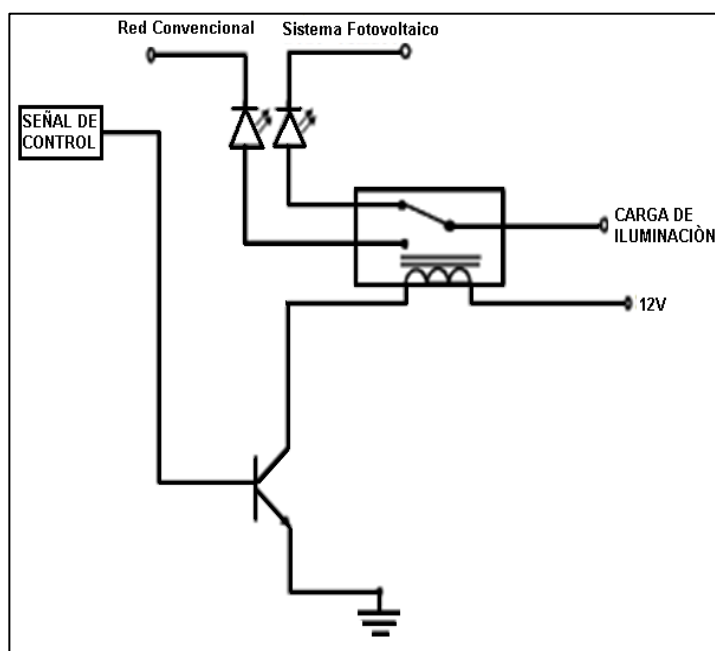 Red Convencional
Sistema Fotovoltaico
SEÑAL DE
CONTROL
CARGA DE
ILUMINACIÒN
12V